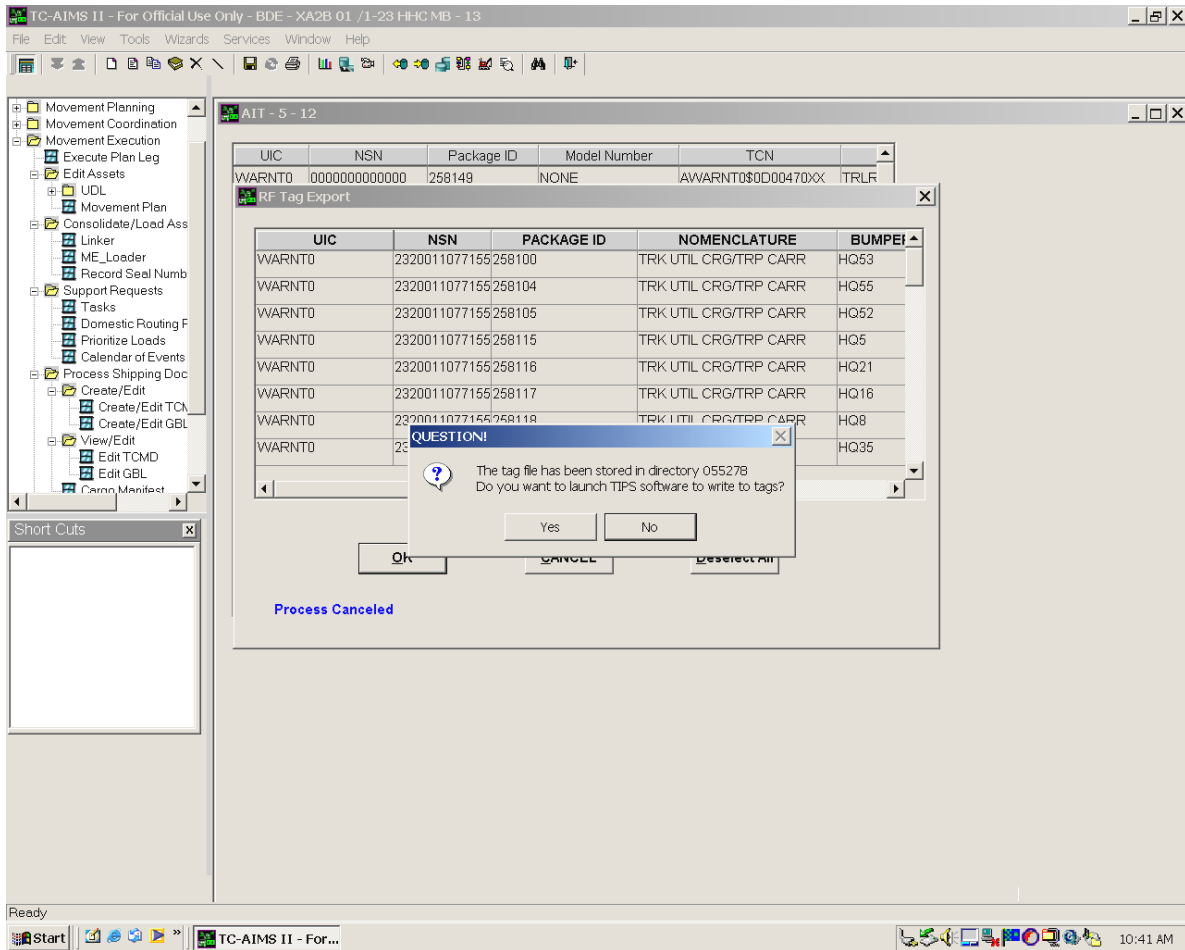 TC-AIMS II - For Official Use Only - BDE - XA2B 01 /1-23 HHC MB - 13
File Edit View Tools Wizards Services Window Help
Movement Planning
Movement Coordination
Movement Execution
Execute Plan Leg
Edit Assets
UDL
Movement Plan
Consolidate/Load Ass
Linker
ME_Loader
Record Seal Numb
Support Requests
Tasks
Domestic Routing F
Prioritize Loads
Calendar of Events
Process Shipping Doc
Create/Edit
Create/Edit TCM
Create/Edit GBL
View/Edit
Edit TCMD
Edit GBL
Cargo Manifest
Short Cuts
AIT - 5 - 12
UIC NSN Package ID Model Number TCN
WARNT0 0000000000000 258149 NONE AWARNT0$0D00470XX TRLR
RF Tag Export
UIC NSN PACKAGE ID NOMENCLATURE BUMPER
WARNT0 2320011077155 258100 TRK UTIL CRG/TRP CARR HQ53
WARNT0 2320011077155 258104 TRK UTIL CRG/TRP CARR HQ55
WARNT0 2320011077155 258105 TRK UTIL CRG/TRP CARR HQ52
WARNT0 2320011077155 258115 TRK UTIL CRG/TRP CARR HQ5
WARNT0 2320011077155 258116 TRK UTIL CRG/TRP CARR HQ21
WARNT0 2320011077155 258117 TRK UTIL CRG/TRP CARR HQ16
WARNT0 2320011077155 258118 TRK UTIL CRG/TRP CARR HQ8
WARNT0 23 HQ35
QUESTION!
The tag file has been stored in directory 055278
Do you want to launch TIPS software to write to tags?
Yes No
OK CANCEL Deselect All
Process Canceled
Ready
Start TC-AIMS II - For... 10:41 AM